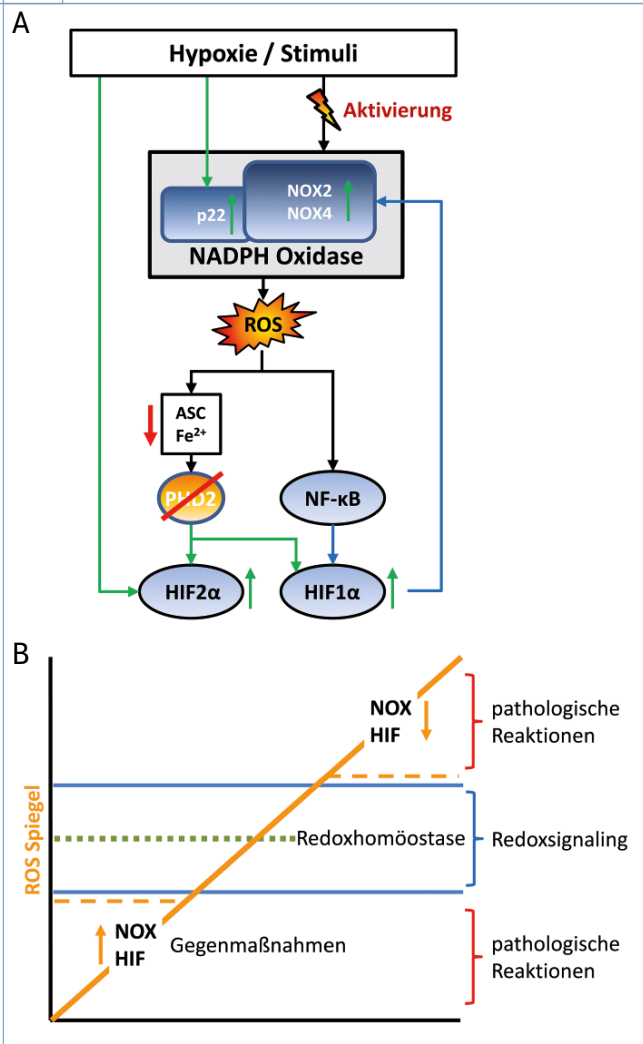 A
Hypoxie / Stimuli
Aktivierung
NOX2
p22
NOX4
NADPH Oxidase
ROS
ASC
Fe²⁺
PHD2
NF-κB
HIF2α
HIF1α
B
ROS Spiegel
NOX
HIF
pathologische
Reaktionen
Redoxhomöostase
Redoxsignaling
NOX
HIF
Gegenmaßnahmen
pathologische
Reaktionen